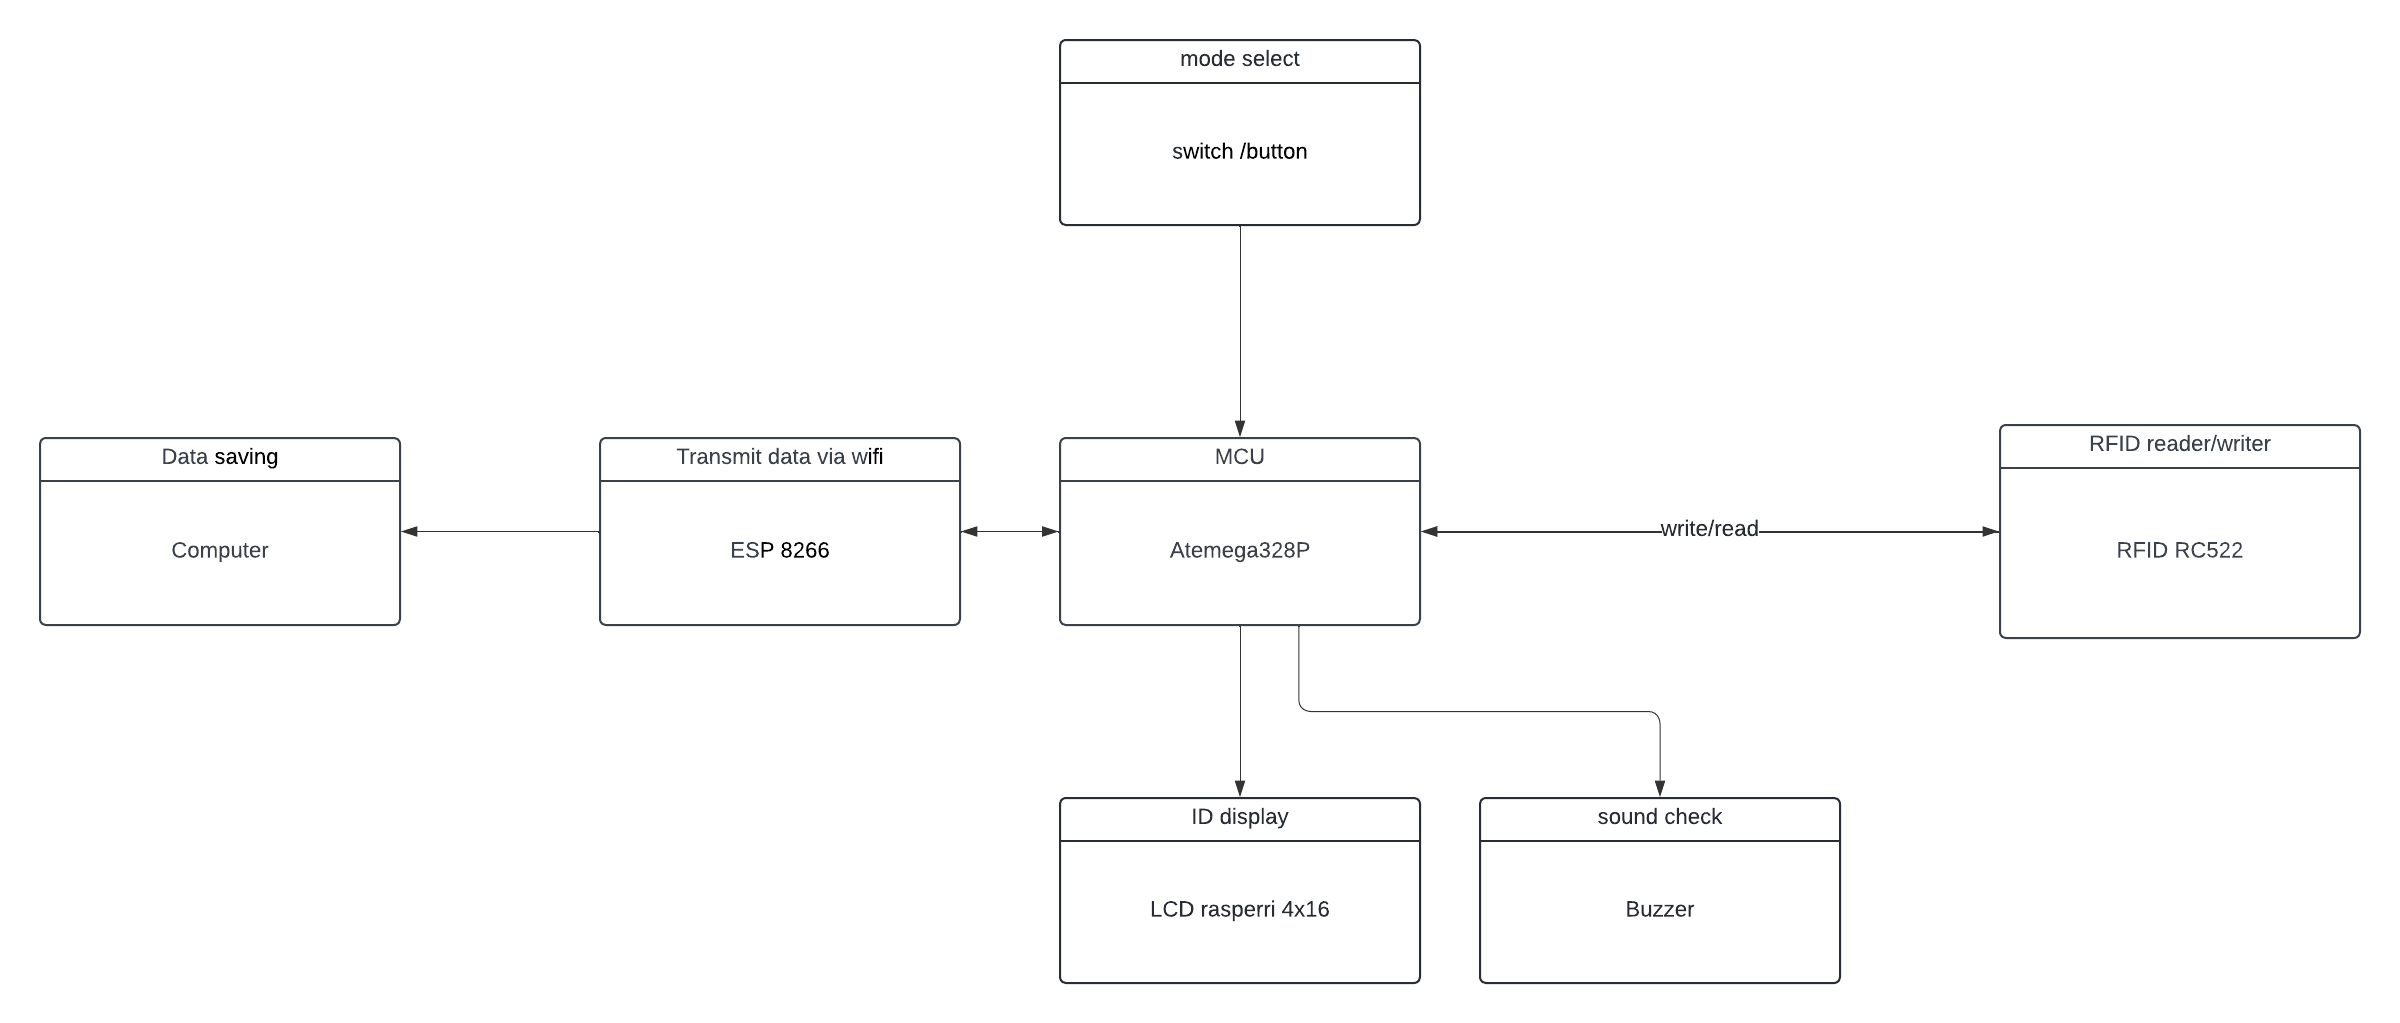 mode select
switch /button
Data saving
Computer
Transmit data via wifi
ESP 8266
MCU
Atemega328P
write/read
RFID reader/writer
RFID RC522
ID display
LCD rasperri 4x16
sound check
Buzzer